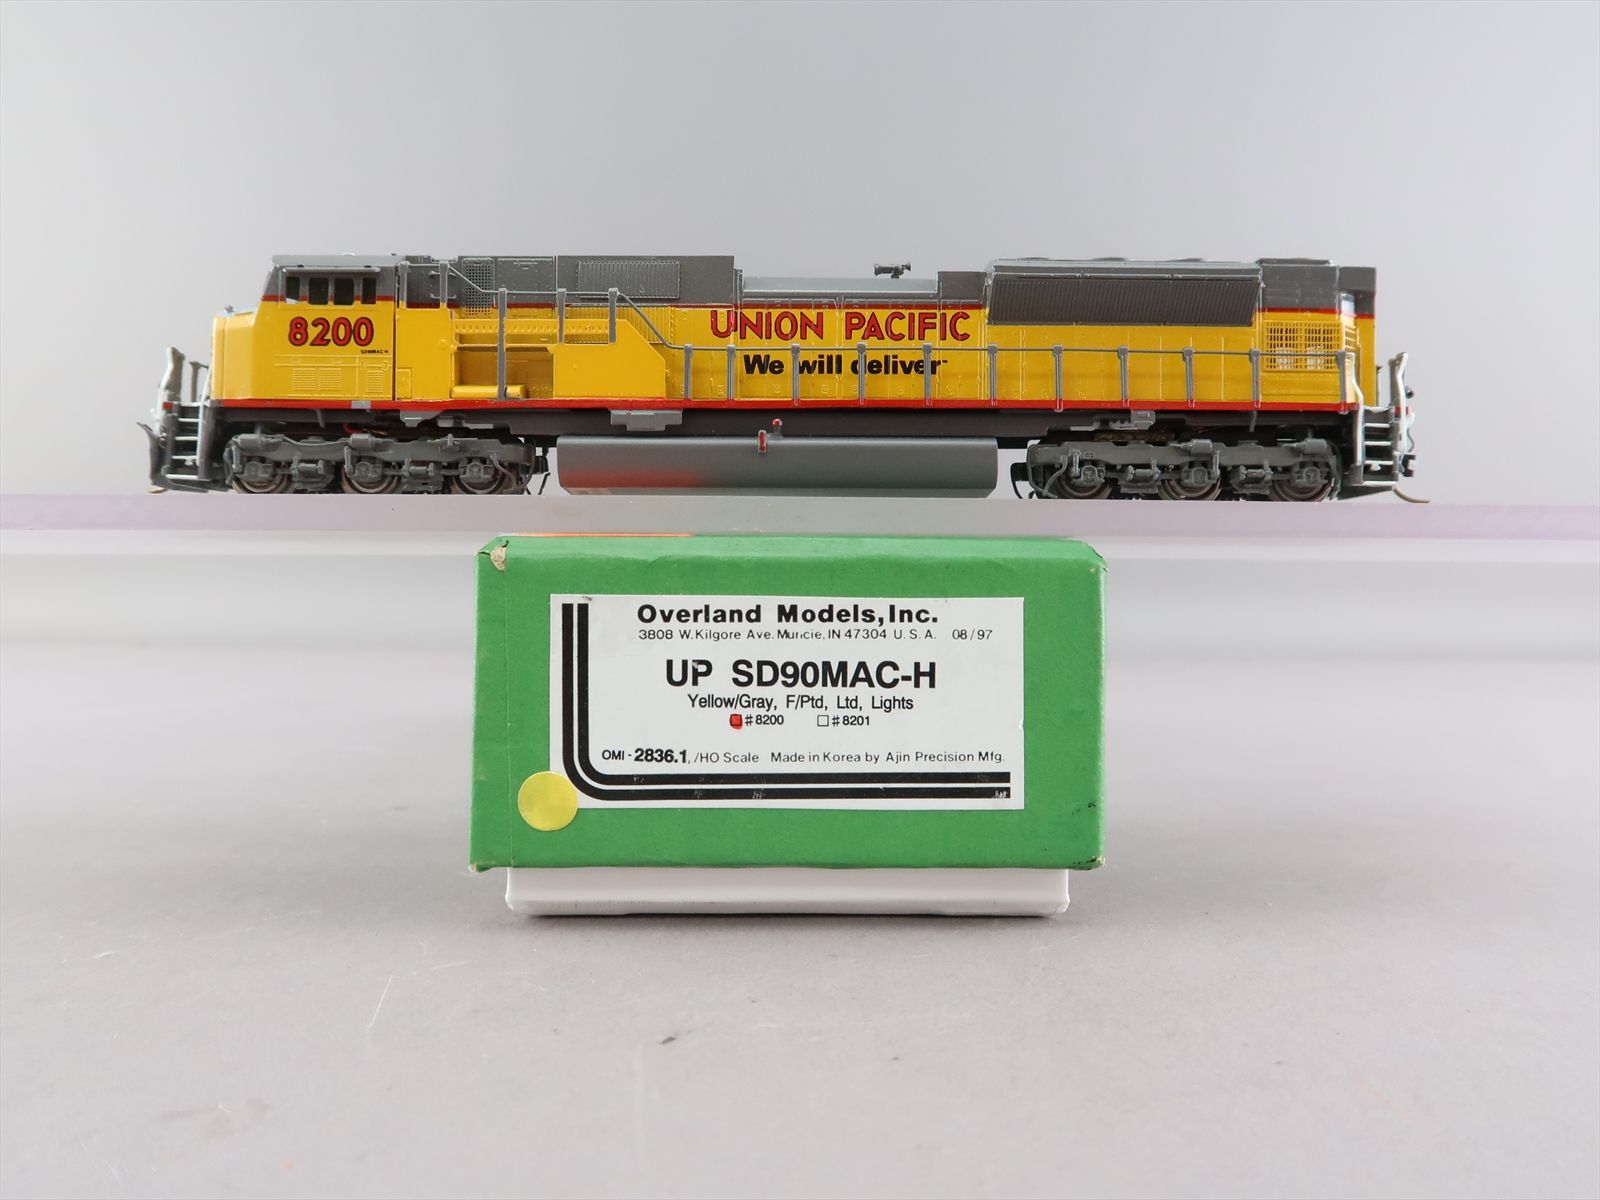 8200
SD90MAC-H
UNION PACIFIC
We will deliver
Overland Models, Inc.
3808 W. Kilgore Ave. Muncie, IN 47304 U. S. A. 08/97
UP SD90MAC-H
Yellow/Gray, F/Ptd, Ltd, Lights
#8200 #8201
OMI-2836.1, /HO Scale Made in Korea by Ajin Precision Mfg.